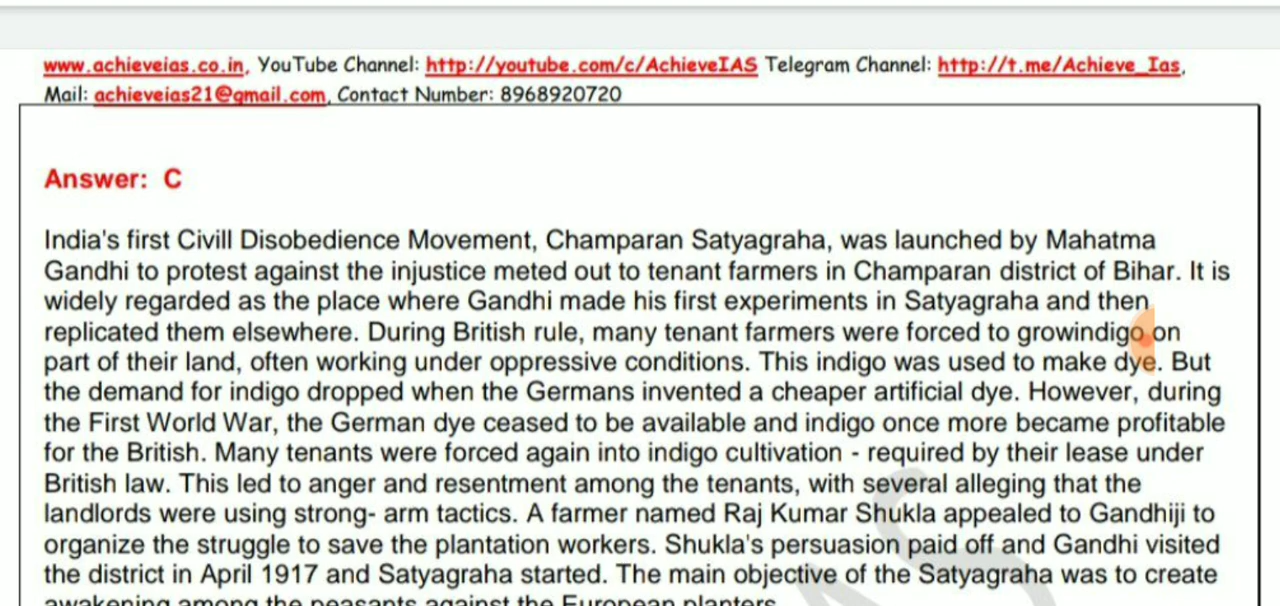 www.achieveias.co.in, YouTube Channel: http://youtube.com/c/AchieveIAS Telegram Channel: http://t.me/Achieve_Ias,
Mail: achieveias21@gmail.com, Contact Number: 8968920720
Answer: C
India's first Civill Disobedience Movement, Champaran Satyagraha, was launched by Mahatma
Gandhi to protest against the injustice meted out to tenant farmers in Champaran district of Bihar. It is
widely regarded as the place where Gandhi made his first experiments in Satyagraha and then
replicated them elsewhere. During British rule, many tenant farmers were forced to growindigo on
part of their land, often working under oppressive conditions. This indigo was used to make dye. But
the demand for indigo dropped when the Germans invented a cheaper artificial dye. However, during
the First World War, the German dye ceased to be available and indigo once more became profitable
for the British. Many tenants were forced again into indigo cultivation - required by their lease under
British law. This led to anger and resentment among the tenants, with several alleging that the
landlords were using strong- arm tactics. A farmer named Raj Kumar Shukla appealed to Gandhiji to
organize the struggle to save the plantation workers. Shukla's persuasion paid off and Gandhi visited
the district in April 1917 and Satyagraha started. The main objective of the Satyagraha was to create
awakening among the peasants against the European planters.